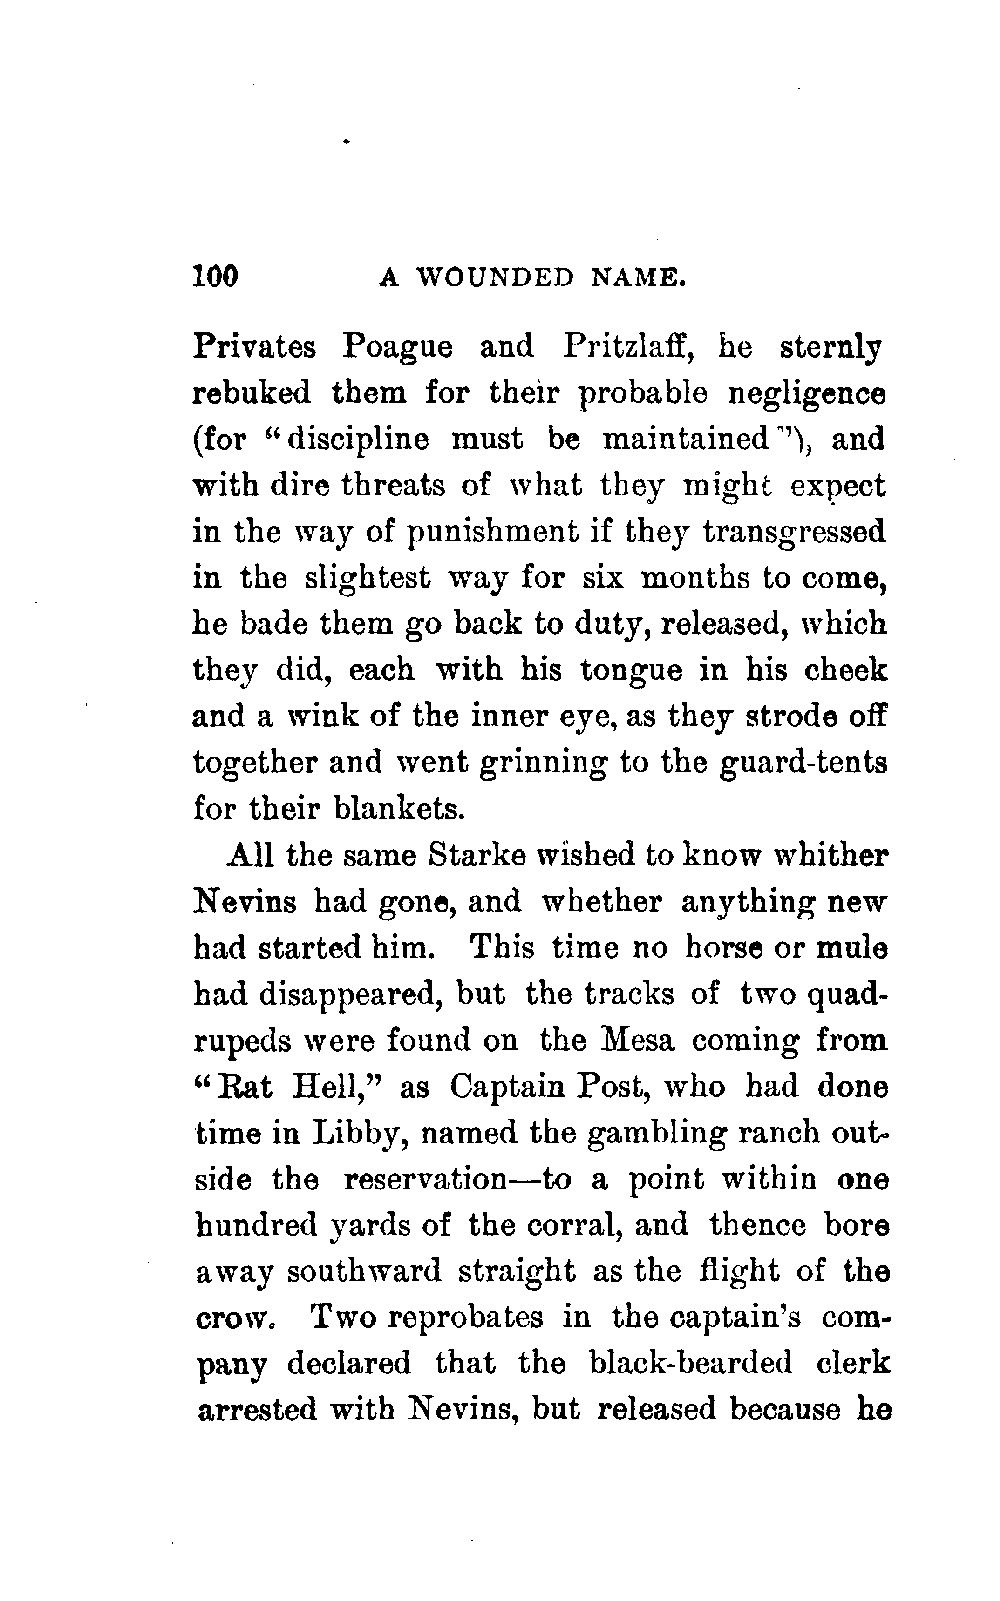 100 A WOUNDED NAME.
Privates Poague and Pritzlaff, he sternly
rebuked them for their probable negligence
(for “discipline must be maintained”), and
with dire threats of what they might expect
in the way of punishment if they transgressed
in the slightest way for six months to come,
he bade them go back to duty, released, which
they did, each with his tongue in his cheek
and a wink of the inner eye, as they strode off
together and went grinning to the guard-tents
for their blankets.
All the same Starke wished to know whither
Nevins had gone, and whether anything new
had started him. This time no horse or mule
had disappeared, but the tracks of two quad-
rupeds were found on the Mesa coming from
“Rat Hell,” as Captain Post, who had done
time in Libby, named the gambling ranch out-
side the reservation—to a point within one
hundred yards of the corral, and thence bore
away southward straight as the flight of the
crow. Two reprobates in the captain’s com-
pany declared that the black-bearded clerk
arrested with Nevins, but released because he